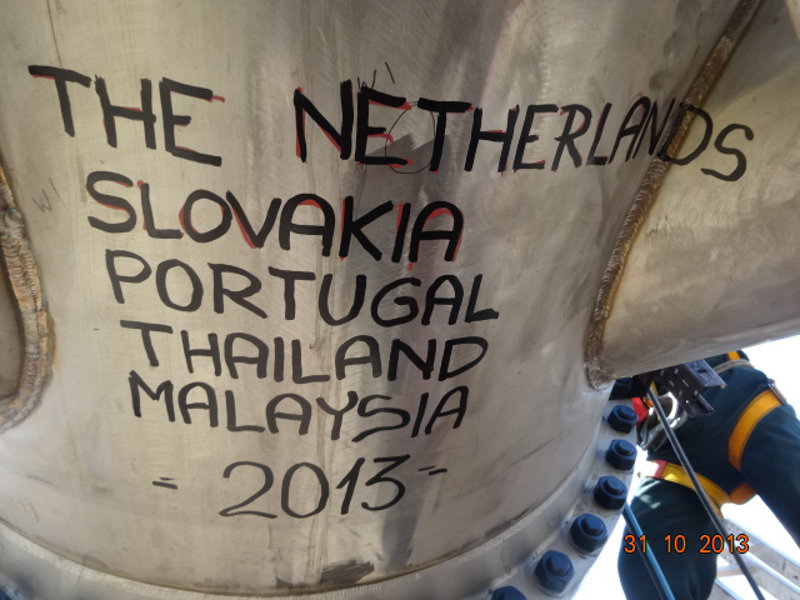 THE NETHERLANDS
SLOVAKIA
PORTUGAL
THAILAND
MALAYSIA
- 2013 -
31 10 2013